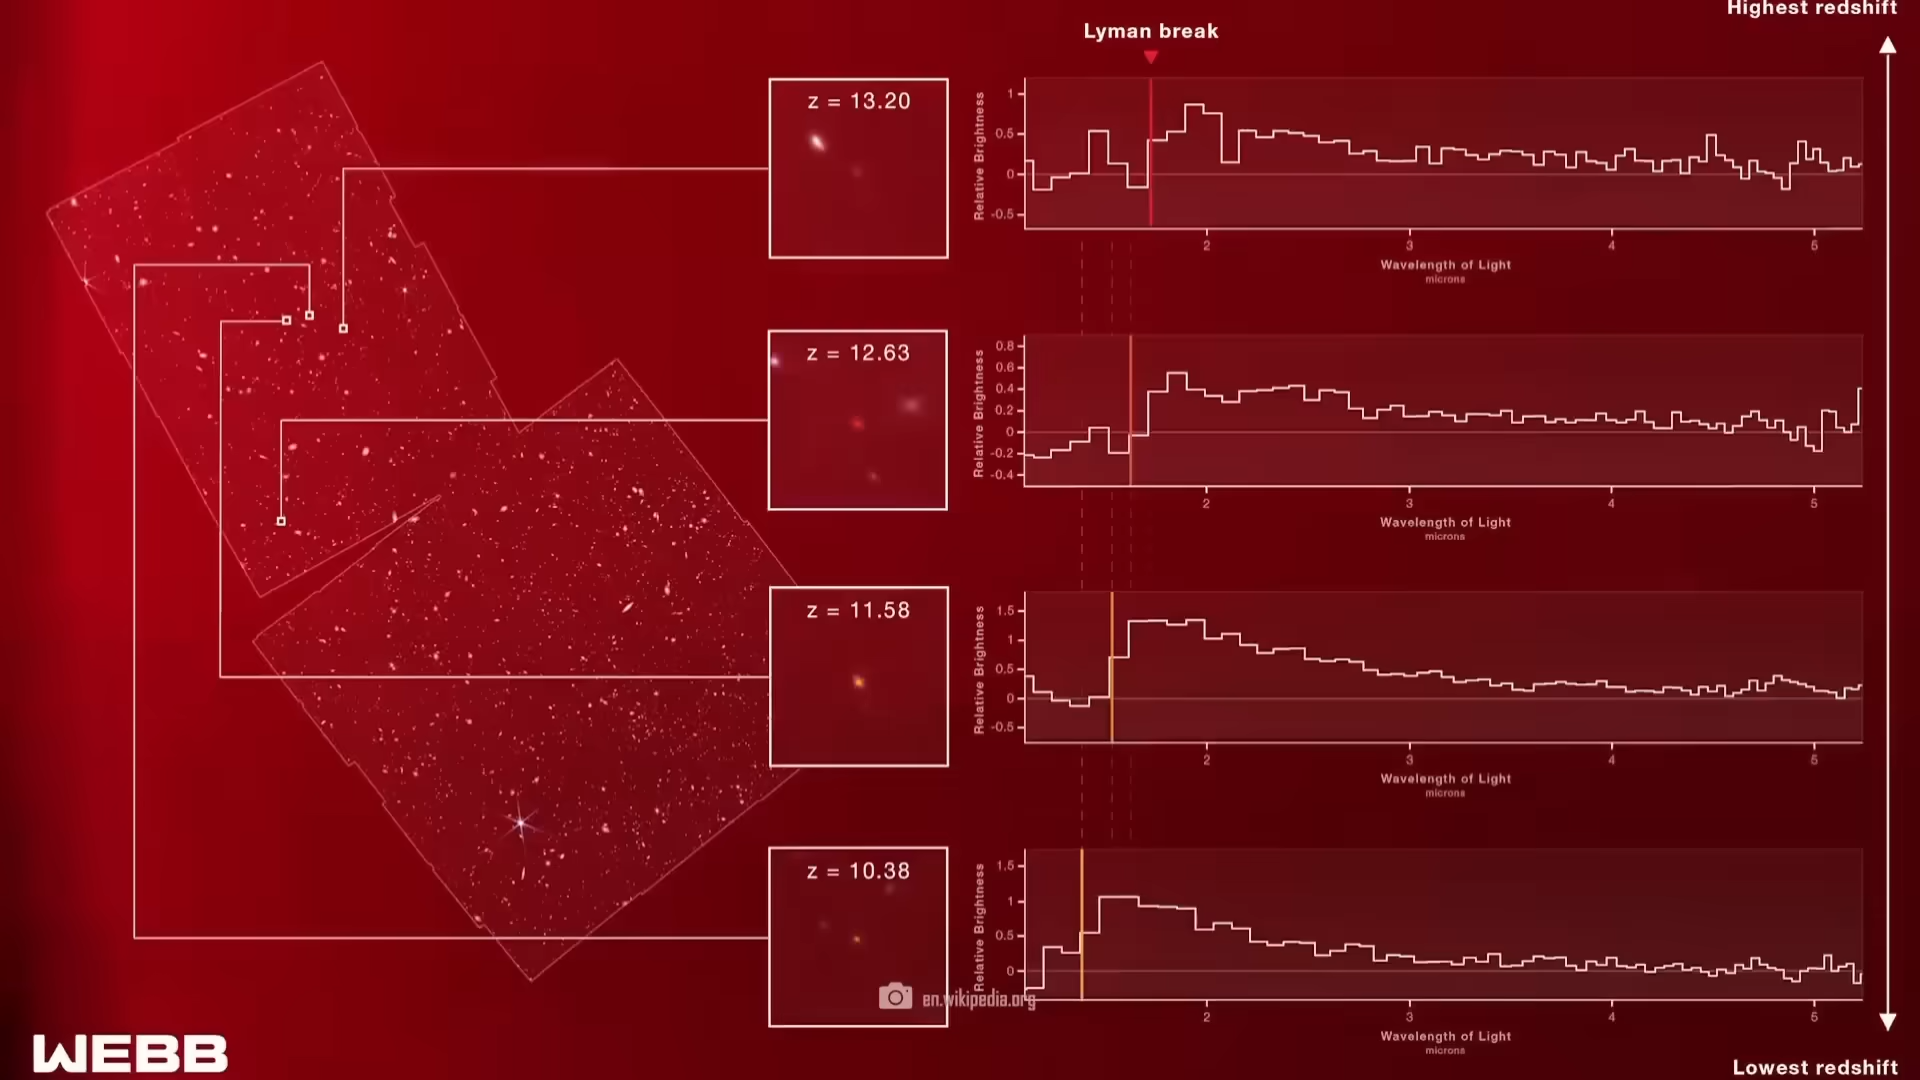 Highest redshift
Lyman break
z = 13.20
Relative Brightness
1
0.5
0
-0.5
2
3
4
5
Wavelength of Light
microns
z = 12.63
Relative Brightness
0.8
0.6
0.4
0.2
0
-0.2
-0.4
2
3
4
5
Wavelength of Light
microns
z = 11.58
Relative Brightness
1.5
1
0.5
0
-0.5
2
3
4
5
Wavelength of Light
microns
z = 10.38
Relative Brightness
1.5
1
0.5
0
2
3
4
5
Wavelength of Light
microns
en.wikipedia.org
WEBB
Lowest redshift